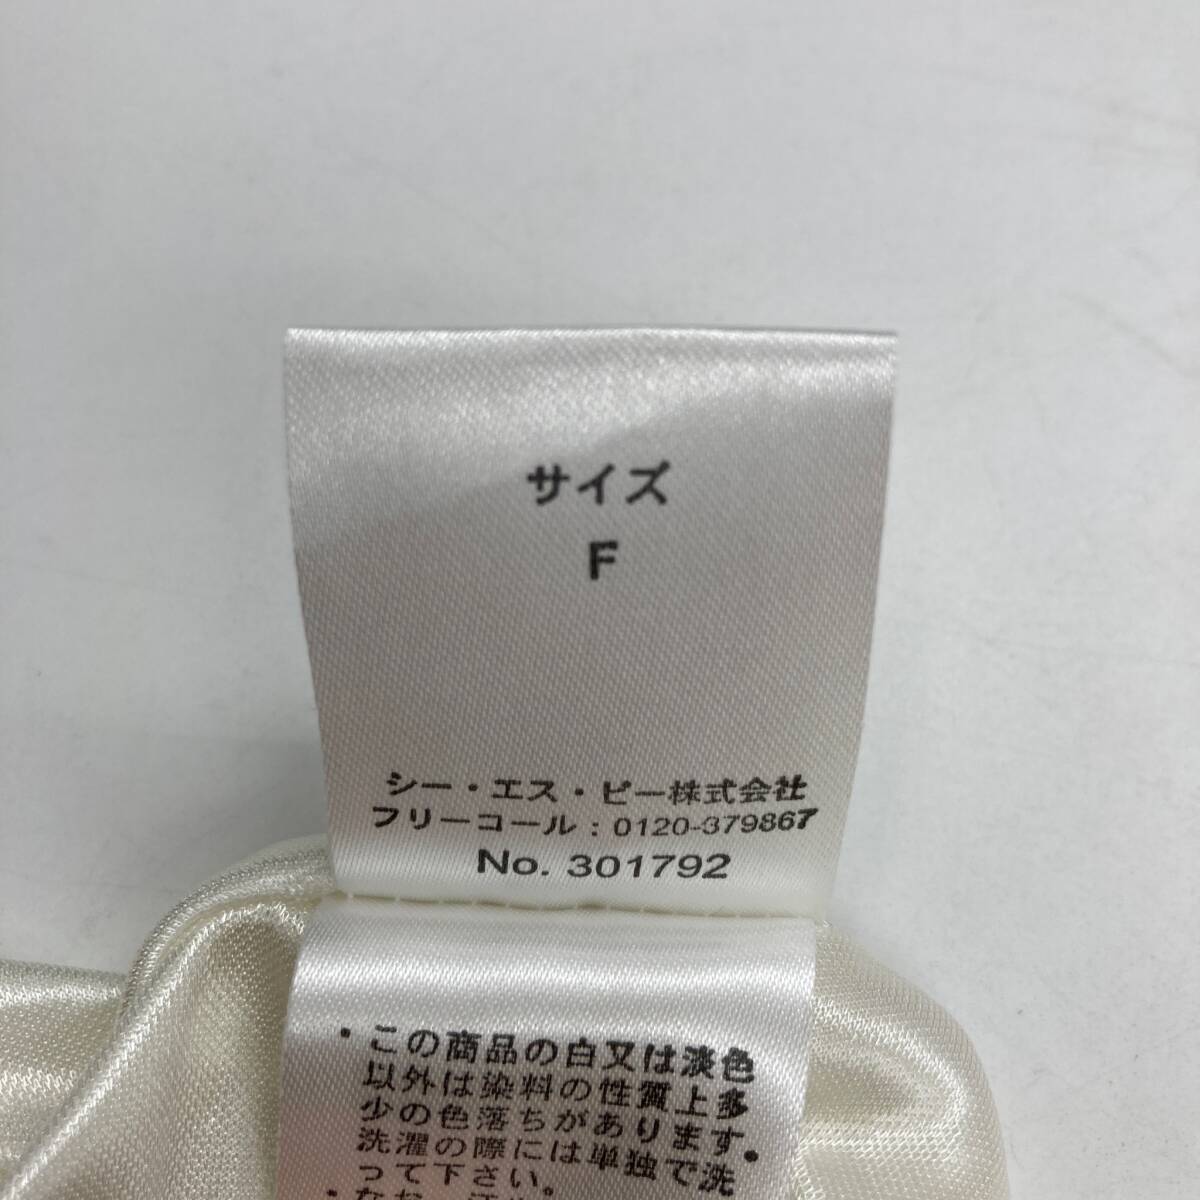 サイズ
F
シー・エス・ピー株式会社
フリーコール：0120-379867
No. 301792
・この商品の白又は淡色
以外は染料の性質上多
少の色落ちがあります。
洗濯の際には単独で洗
って下さい。